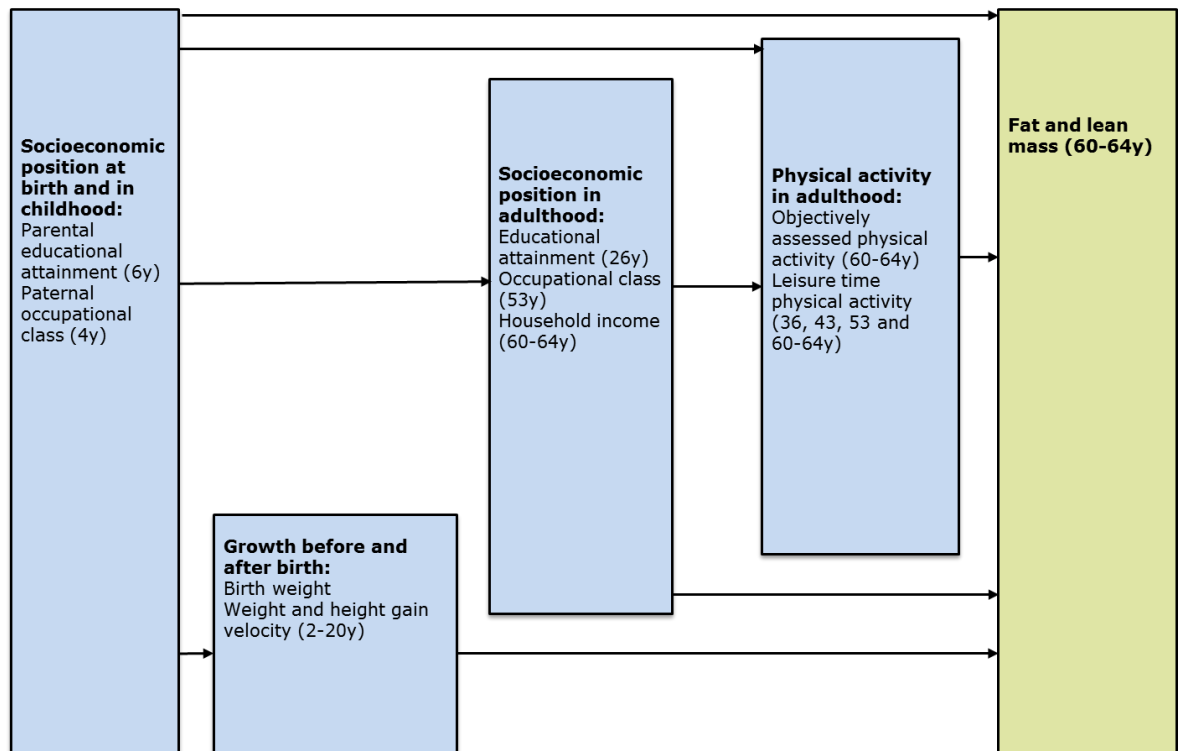 Socioeconomic
position at
birth and in
childhood:
Parental
educational
attainment (6y)
Paternal
occupational
class (4y)
Growth before and
after birth:
Birth weight
Weight and height gain
velocity (2-20y)
Socioeconomic
position in
adulthood:
Educational
attainment (26y)
Occupational class
(53y)
Household income
(60-64y)
Physical activity
in adulthood:
Objectively
assessed physical
activity (60-64y)
Leisure time
physical activity
(36, 43, 53 and
60-64y)
Fat and lean
mass (60-64y)